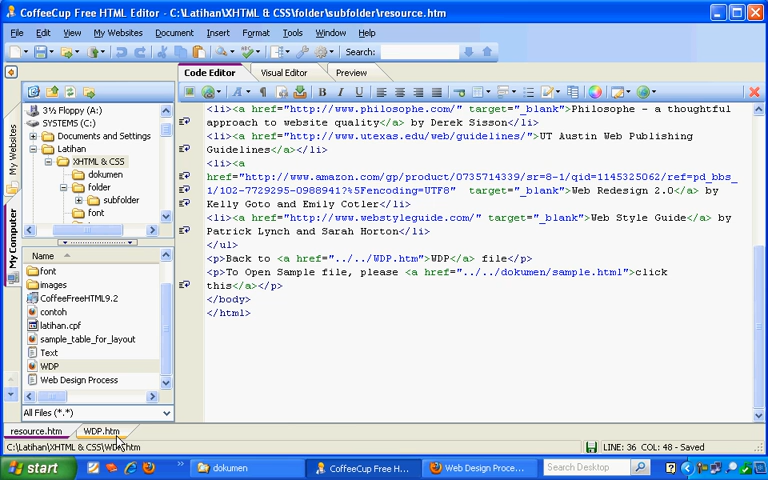 CoffeeCup Free HTML Editor - C:\Latihan\XHTML & CSS\folder\subfolder\resource.htm
File Edit View My Websites Document Insert Format Tools Window Help
Search:
Code Editor Visual Editor Preview
My Websites
My Computer
3½ Floppy (A:)
SYSTEMS (C:)
Documents and Settings
Latihan
XHTML & CSS
dokumen
folder
subfolder
font
Name
font
images
CoffeeFreeHTML9.2
contoh
latihan.cpf
sample_table_for_layout
Text
WDP
Web Design Process
All Files (*.*)
<li><a href="http://www.philosophe.com/" target="_blank">Philosophe - a thoughtful
approach to website quality</a> by Derek Sisson</li>
<li><a href="http://www.utexas.edu/web/guidelines/">UT Austin Web Publishing
Guidelines</a></li>
<li><a
href="http://www.amazon.com/gp/product/0735714339/sr=8-1/qid=1145325062/ref=pd_bbs_
1/102-7729295-0988941?%5Fencoding=UTF8"  target="_blank">Web Redesign 2.0</a> by
Kelly Goto and Emily Cotler</li>
<li><a href="http://www.webstyleguide.com/" target="_blank">Web Style Guide</a> by
Patrick Lynch and Sarah Horton</li>
</ul>
<p>Back to <a href="../../WDP.htm">WDP</a> file</p>
<p>To Open Sample file, please <a href="../../dokumen/sample.html">click
this</a></p>
</body>
</html>
resource.htm WDP.htm
C:\Latihan\XHTML & CSS\WDP.htm
LINE: 36 COL: 48 - Saved
start
dokumen
CoffeeCup Free H...
Web Design Proce...
Search Desktop